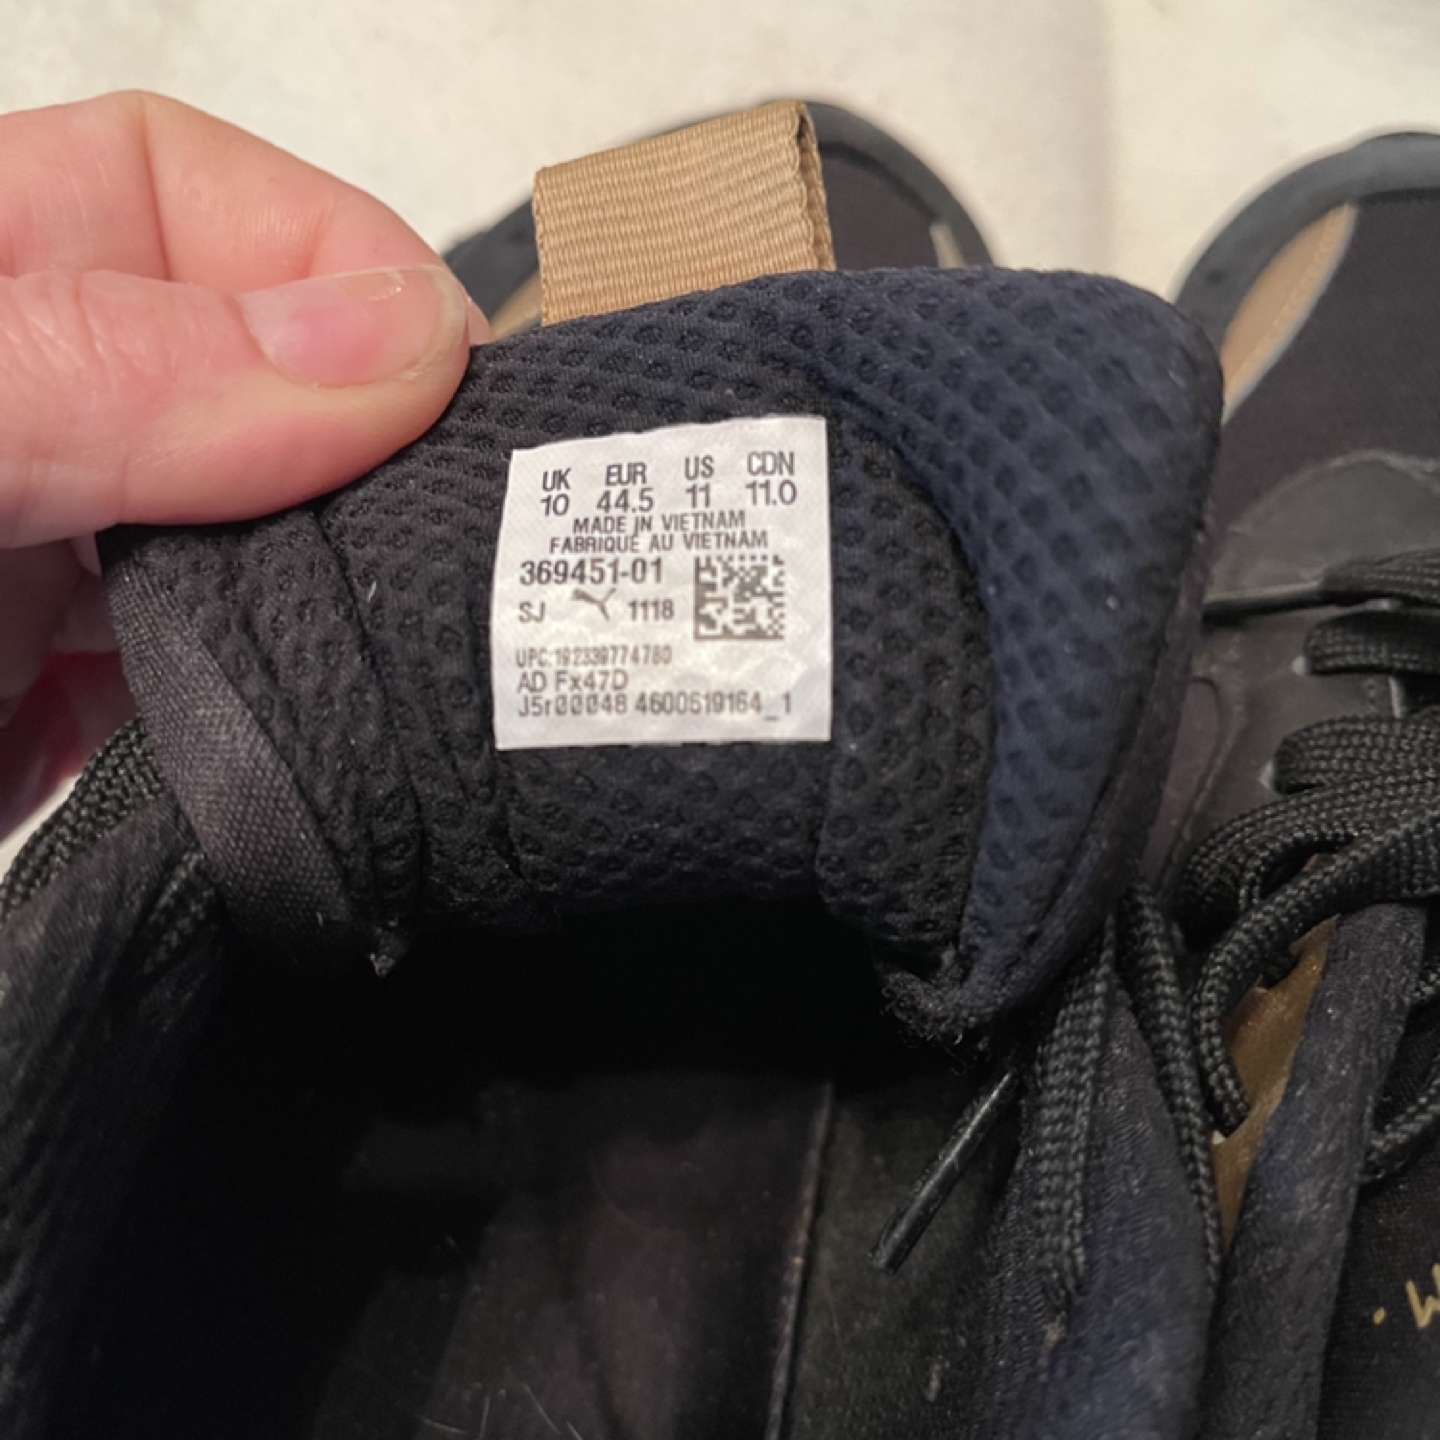 UK EUR US CDN
10 44.5 11 11.0
MADE IN VIETNAM
FABRIQUÉ AU VIETNAM
369451-01
SJ 1118
UPC:192339774780
AD Fx47D
J5r00048 4600619164_1